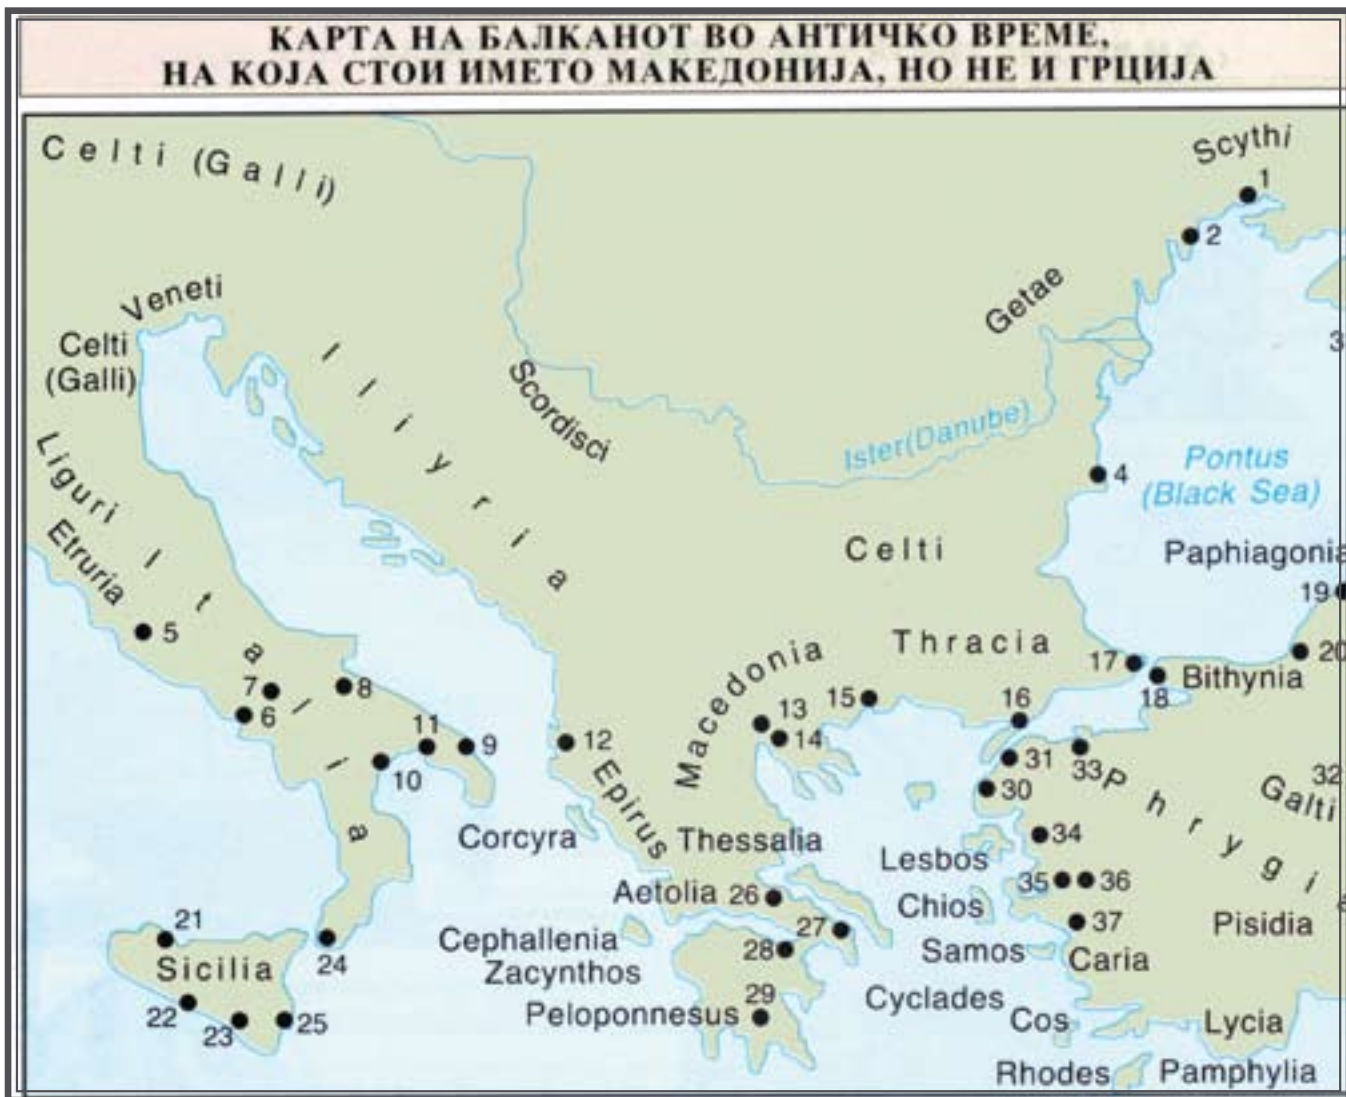 КАРТА НА БАЛКАНОТ ВО АНТИЧКО ВРЕМЕ,
НА КОЈА СТОИ ИМЕТО МАКЕДОНИЈА, НО НЕ И ГРЦИЈА
Celti (Galli)
Scythi
1
2
Getae
Veneti
Celti
(Galli)
3
Illyria
Scordisci
Ister(Danube)
4
Pontus
(Black Sea)
Liguri
Celti
Paphiagonia
Etruria
Italia
19
5
Thracia
17
20
Macedonia
18
Bithynia
7
8
15
16
6
13
11
9
12
14
10
31
33
Phrygia
32
Galti
30
Epirus
Corcyra
Thessalia
34
Lesbos
Aetolia
26
35
36
Chios
21
27
37
Pisidia
24
Cephallenia
28
Samos
Caria
Sicilia
Zacynthos
29
Cyclades
22
23
25
Peloponnesus
Cos
Lycia
Rhodes
Pamphylia